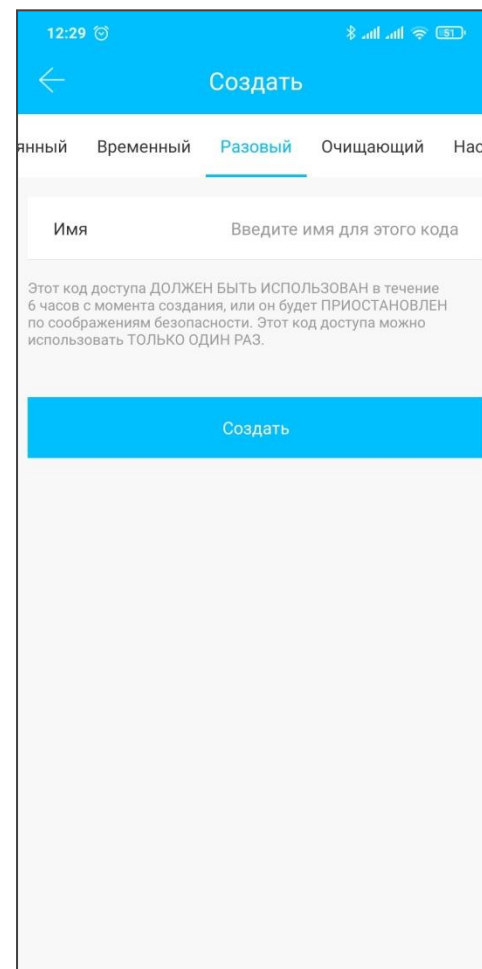 12:29
51
Создать
янный Временный Разовый Очищающий Нас
Имя Введите имя для этого кода
Этот код доступа ДОЛЖЕН БЫТЬ ИСПОЛЬЗОВАН в течение
6 часов с момента создания, или он будет ПРИОСТАНОВЛЕН
по соображениям безопасности. Этот код доступа можно
использовать ТОЛЬКО ОДИН РАЗ.
Создать